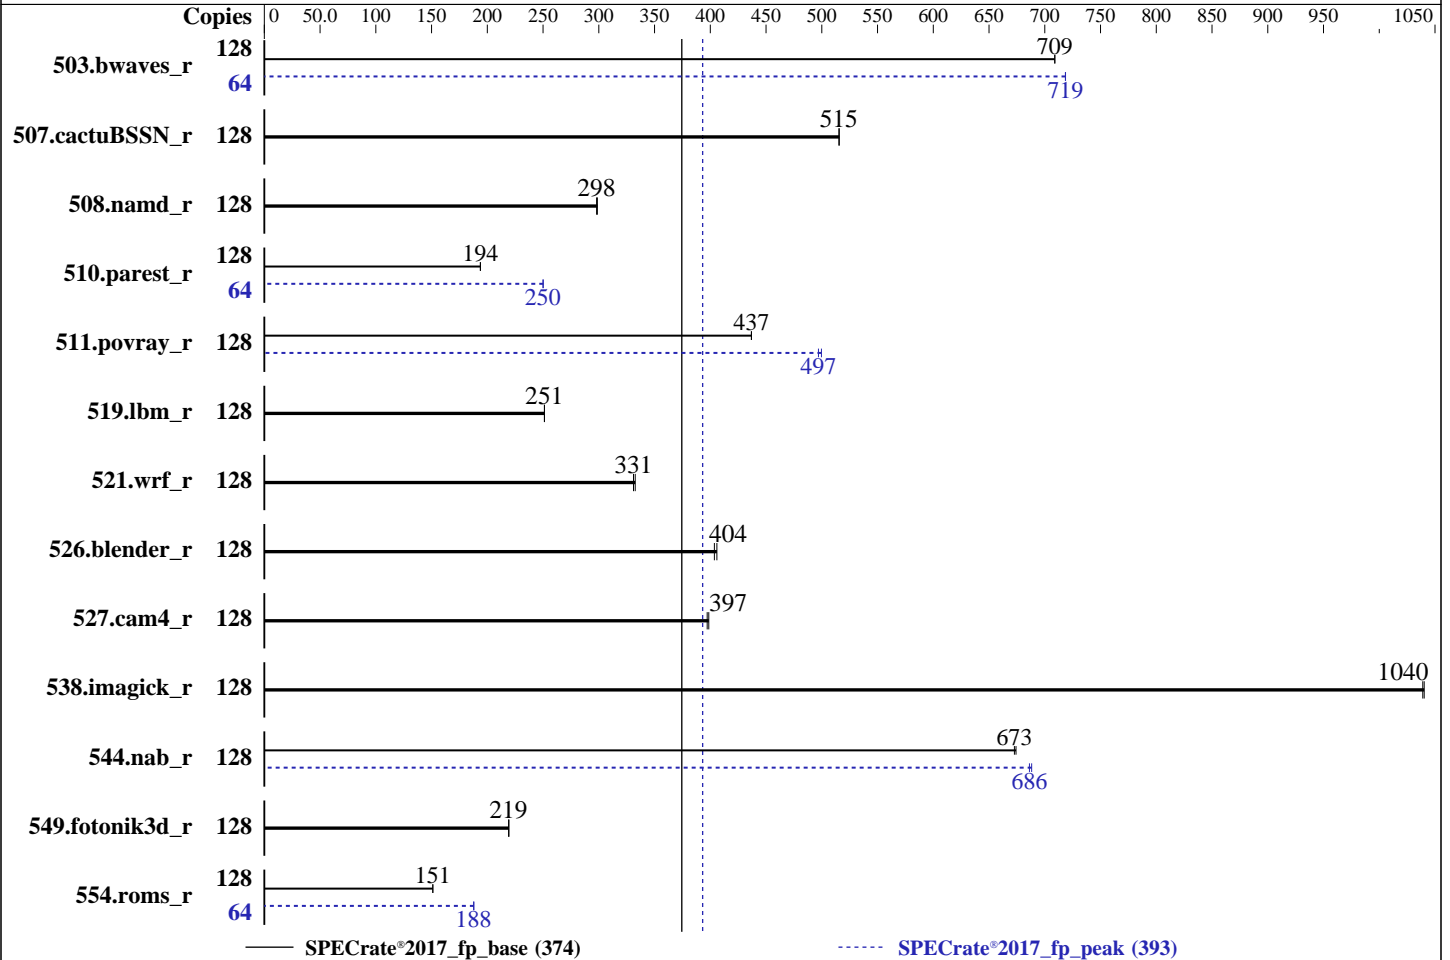 Copies 0 50.0 100 150 200 250 300 350 400 450 500 550 600 650 700 750 800 850 900 950 1050
503.bwaves_r 128 709
64 719
507.cactuBSSN_r 128 515
508.namd_r 128 298
510.parest_r 128 194
64 250
511.povray_r 128 437
497
519.lbm_r 128 251
521.wrf_r 128 331
526.blender_r 128 404
527.cam4_r 128 397
538.imagick_r 128 1040
544.nab_r 128 673
686
549.fotonik3d_r 128 219
554.roms_r 128 151
64 188
SPECrate®2017_fp_base (374) SPECrate®2017_fp_peak (393)